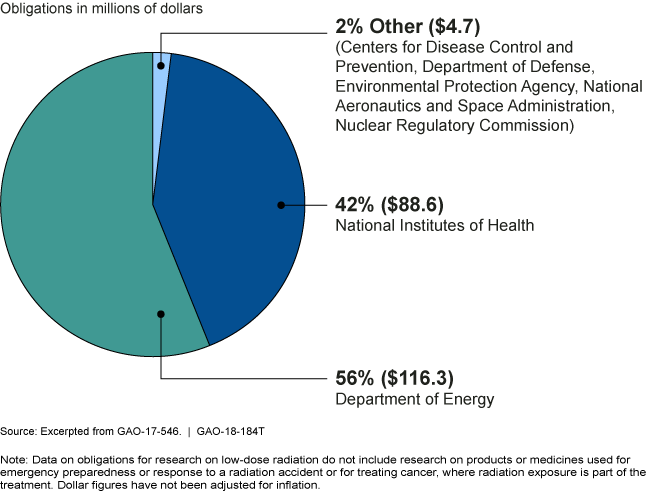 Obligations in millions of dollars
2% Other ($4.7)
(Centers for Disease Control and
Prevention, Department of Defense,
Environmental Protection Agency, National
Aeronautics and Space Administration,
Nuclear Regulatory Commission)
42% ($88.6)
National Institutes of Health
56% ($116.3)
Department of Energy
Source: Excerpted from GAO-17-546. | GAO-18-184T
Note: Data on obligations for research on low-dose radiation do not include research on products or medicines used for
emergency preparedness or response to a radiation accident or for treating cancer, where radiation exposure is part of the
treatment. Dollar figures have not been adjusted for inflation.